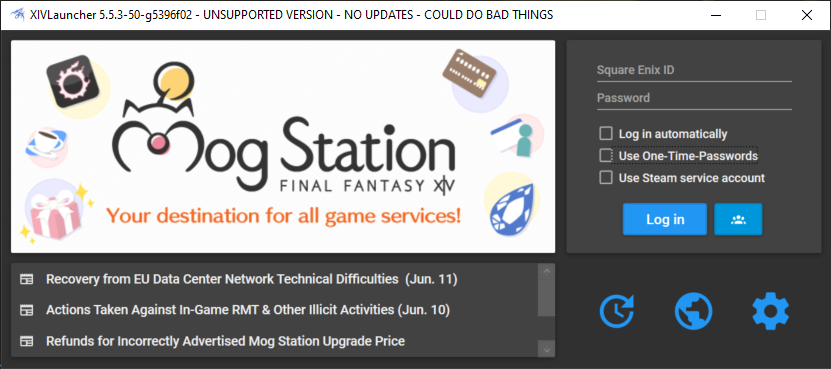 XIVLauncher 5.5.3-50-g5396f02 - UNSUPPORTED VERSION - NO UPDATES - COULD DO BAD THINGS
Mog Station
FINAL FANTASY XIV
Your destination for all game services!
Square Enix ID
Password
Log in automatically
Use One-Time-Passwords
Use Steam service account
Log in
Recovery from EU Data Center Network Technical Difficulties (Jun. 11)
Actions Taken Against In-Game RMT & Other Illicit Activities (Jun. 10)
Refunds for Incorrectly Advertised Mog Station Upgrade Price